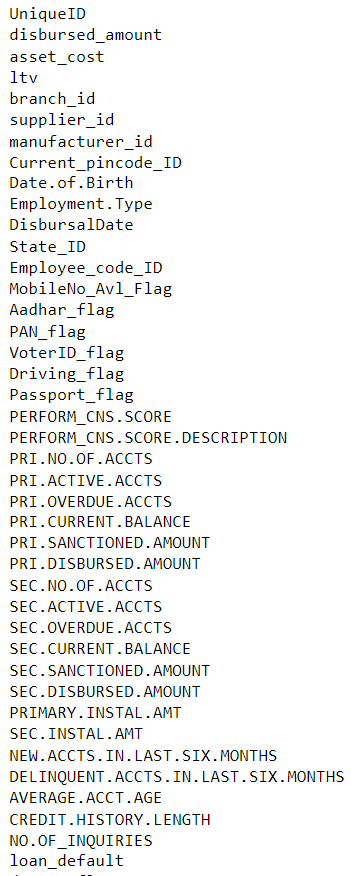 UniqueID
disbursed_amount
asset_cost
ltv
branch_id
supplier_id
manufacturer_id
Current_pincode_ID
Date.of.Birth
Employment.Type
DisbursalDate
State_ID
Employee_code_ID
MobileNo_Avl_Flag
Aadhar_flag
PAN_flag
VoterID_flag
Driving_flag
Passport_flag
PERFORM_CNS.SCORE
PERFORM_CNS.SCORE.DESCRIPTION
PRI.NO.OF.ACCTS
PRI.ACTIVE.ACCTS
PRI.OVERDUE.ACCTS
PRI.CURRENT.BALANCE
PRI.SANCTIONED.AMOUNT
PRI.DISBURSED.AMOUNT
SEC.NO.OF.ACCTS
SEC.ACTIVE.ACCTS
SEC.OVERDUE.ACCTS
SEC.CURRENT.BALANCE
SEC.SANCTIONED.AMOUNT
SEC.DISBURSED.AMOUNT
PRIMARY.INSTAL.AMT
SEC.INSTAL.AMT
NEW.ACCTS.IN.LAST.SIX.MONTHS
DELINQUENT.ACCTS.IN.LAST.SIX.MONTHS
AVERAGE.ACCT.AGE
CREDIT.HISTORY.LENGTH
NO.OF_INQUIRIES
loan_default